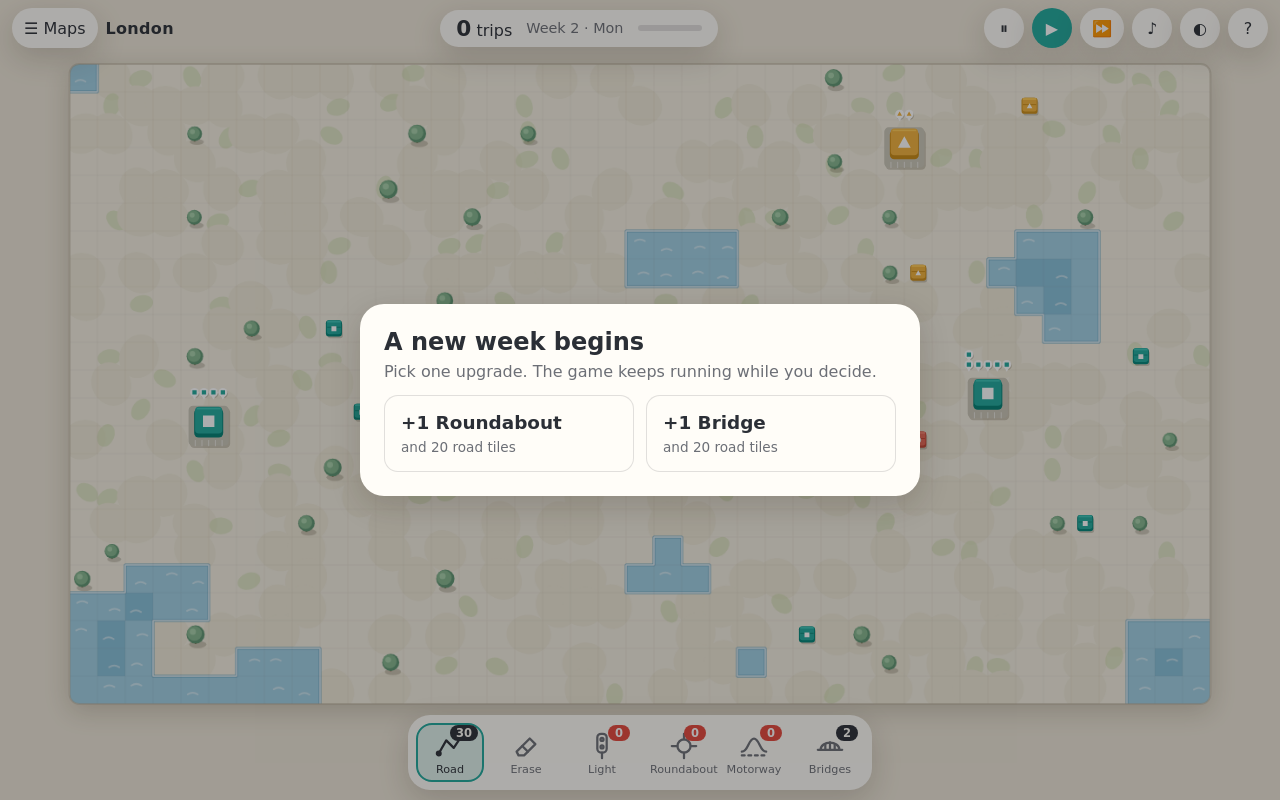 ☰ Maps
London
0 trips Week 2 · Mon
?
A new week begins
Pick one upgrade. The game keeps running while you decide.
+1 Roundabout
and 20 road tiles
+1 Bridge
and 20 road tiles
30
Road
Erase
0
Light
0
Roundabout
0
Motorway
2
Bridges